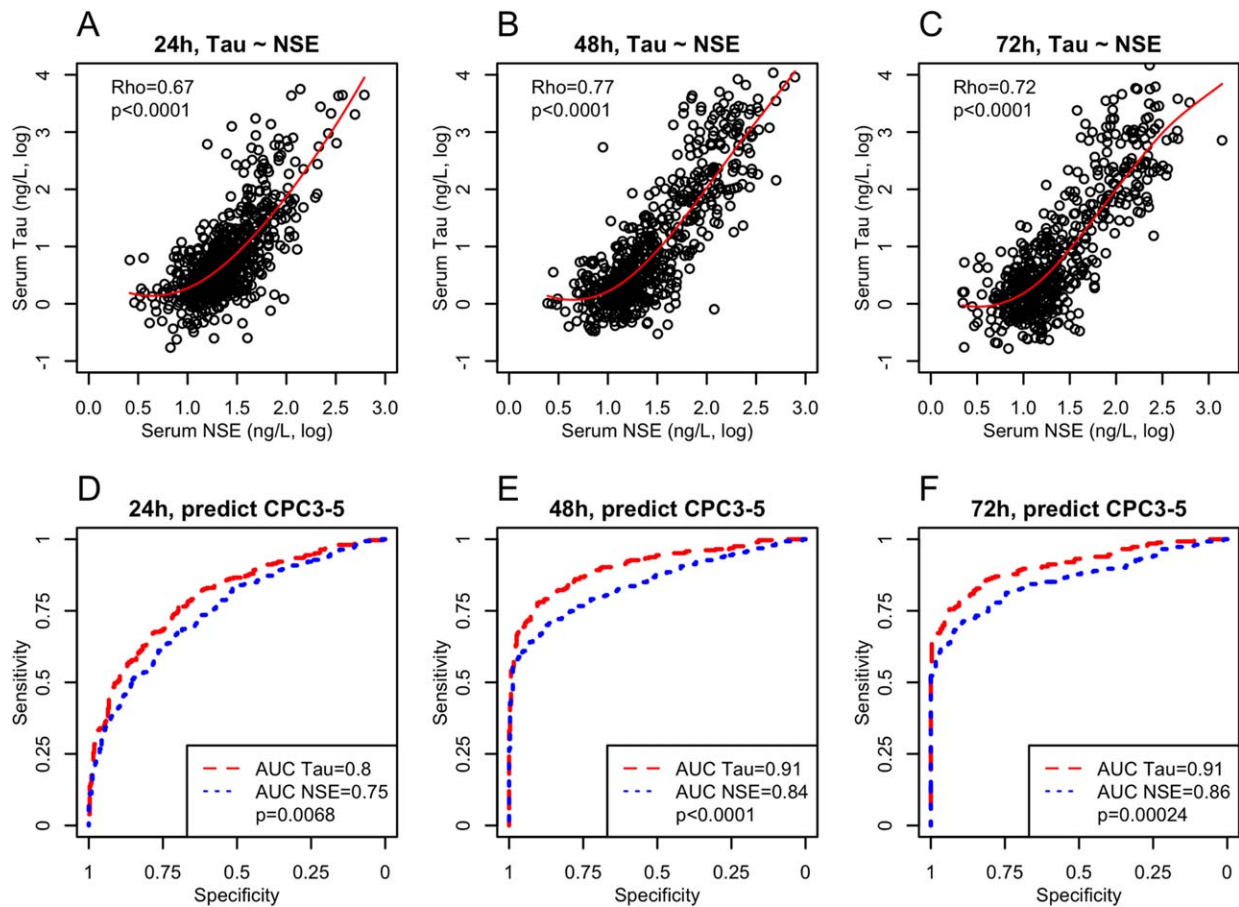 A
24h, Tau ~ NSE
Rho=0.67
p<0.0001
Serum Tau (ng/L, log)
4
3
2
1
0
-1
0.0 0.5 1.0 1.5 2.0 2.5 3.0
Serum NSE (ng/L, log)
B
48h, Tau ~ NSE
Rho=0.77
p<0.0001
Serum Tau (ng/L, log)
4
3
2
1
0
-1
0.0 0.5 1.0 1.5 2.0 2.5 3.0
Serum NSE (ng/L, log)
C
72h, Tau ~ NSE
Rho=0.72
p<0.0001
Serum Tau (ng/L, log)
4
3
2
1
0
-1
0.0 0.5 1.0 1.5 2.0 2.5 3.0
Serum NSE (ng/L, log)
D
24h, predict CPC3-5
Sensitivity
1
0.75
0.5
0.25
0
AUC Tau=0.8
AUC NSE=0.75
p=0.0068
1 0.75 0.5 0.25 0
Specificity
E
48h, predict CPC3-5
Sensitivity
1
0.75
0.5
0.25
0
AUC Tau=0.91
AUC NSE=0.84
p<0.0001
1 0.75 0.5 0.25 0
Specificity
F
72h, predict CPC3-5
Sensitivity
1
0.75
0.5
0.25
0
AUC Tau=0.91
AUC NSE=0.86
p=0.00024
1 0.75 0.5 0.25 0
Specificity